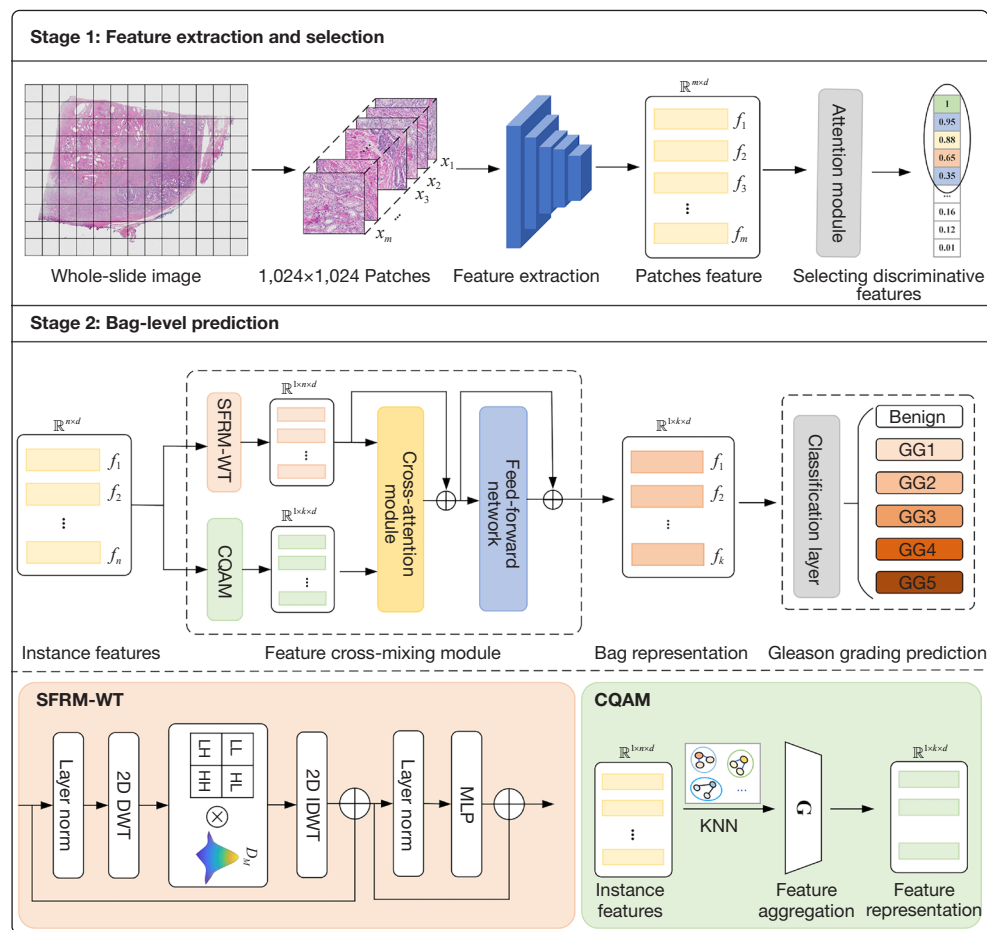 Stage 1: Feature extraction and selection
x1
x2
x3
...
xm
ℝ^{m×d}
f1
f2
f3
...
fm
Attention module
1
0.95
0.88
0.65
0.35
...
0.16
0.12
0.01
Whole-slide image
1,024×1,024 Patches
Feature extraction
Patches feature
Selecting discriminative
features
Stage 2: Bag-level prediction
ℝ^{n×d}
f1
f2
...
fn
SFRM-WT
CQAM
ℝ^{1×n×d}
...
ℝ^{1×k×d}
...
Cross-attention
module
Feed-forward
network
ℝ^{1×k×d}
f1
f2
...
fk
Classification layer
Benign
GG1
GG2
GG3
GG4
GG5
Instance features
Feature cross-mixing module
Bag representation
Gleason grading prediction
SFRM-WT
Layer norm
2D DWT
LL
HL
LH
HH
D_M
2D IDWT
Layer norm
MLP
CQAM
ℝ^{1×n×d}
...
Instance
features
...
KNN
G
Feature
aggregation
ℝ^{1×k×d}
Feature
representation